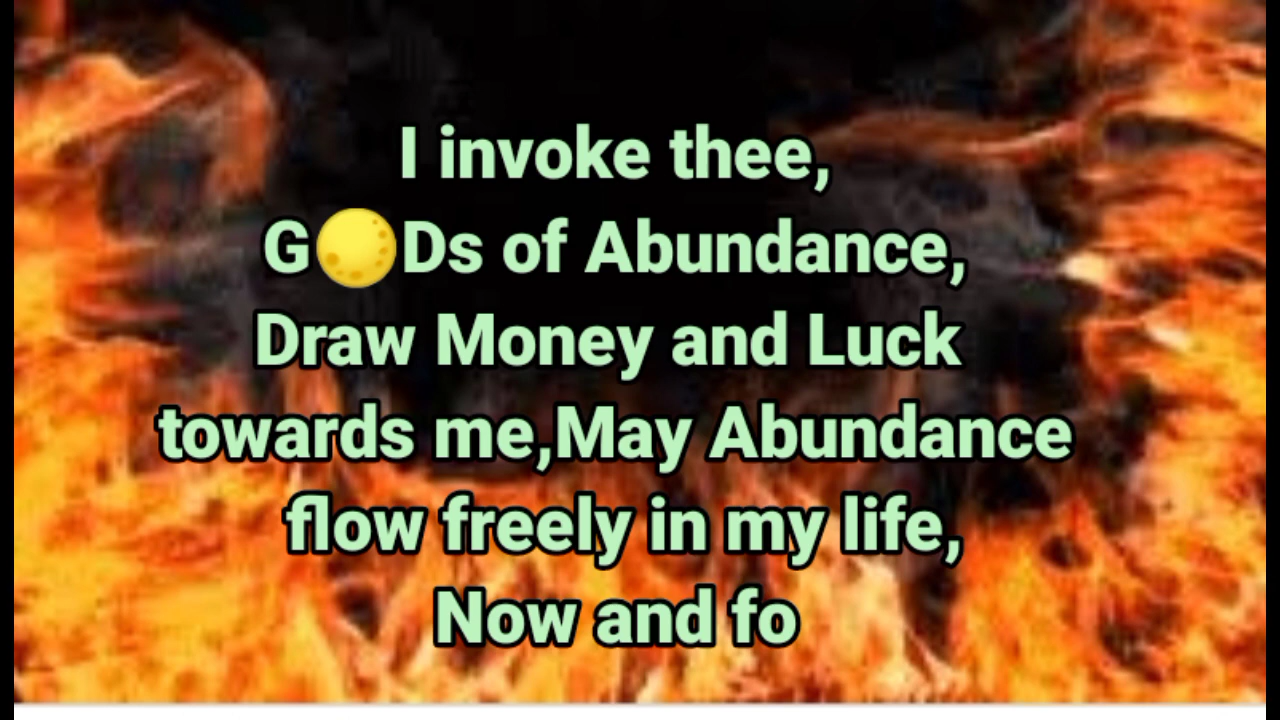 I invoke thee,
G🌕Ds of Abundance,
Draw Money and Luck
towards me,May Abundance
flow freely in my life,
Now and fo